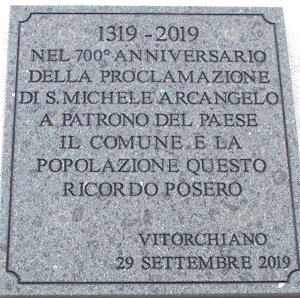 1319 - 2019
NEL 700° ANNIVERSARIO
DELLA PROCLAMAZIONE
DI S. MICHELE ARCANGELO
A PATRONO DEL PAESE
IL COMUNE E LA
POPOLAZIONE QUESTO
RICORDO POSERO
VITORCHIANO
29 SETTEMBRE 2019